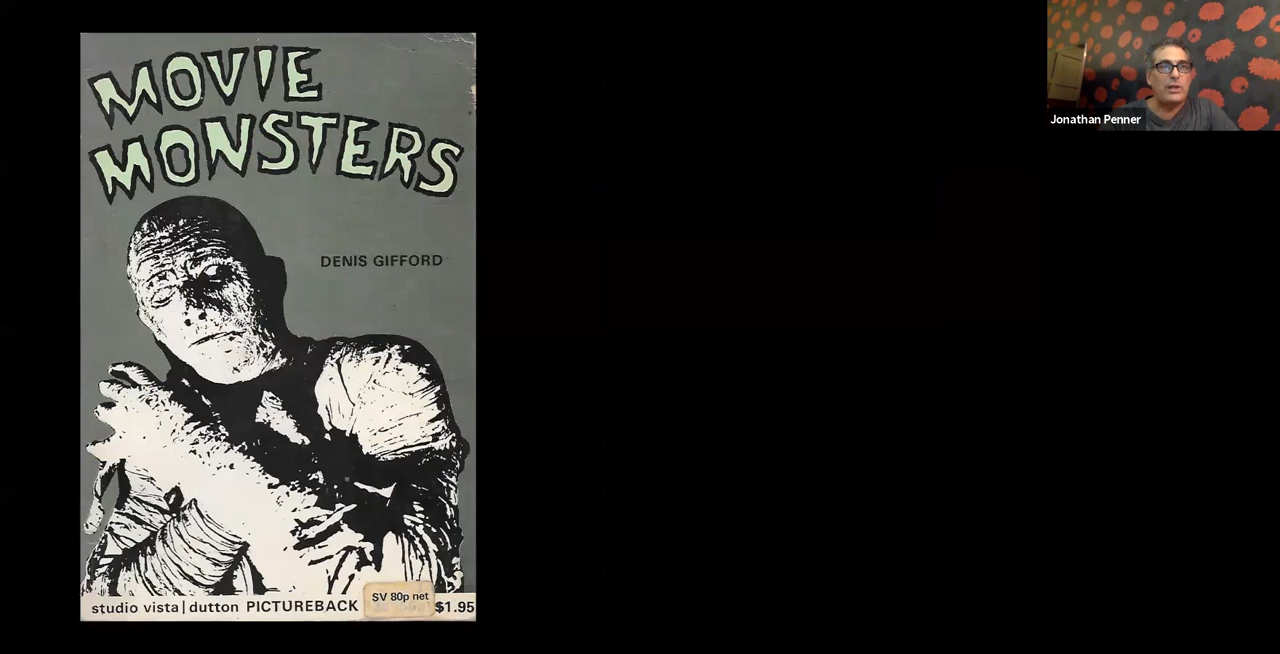 MOVIE
MONSTERS
DENIS GIFFORD
SV 80p net
studio vista|dutton PICTUREBACK $1.95
Jonathan Penner